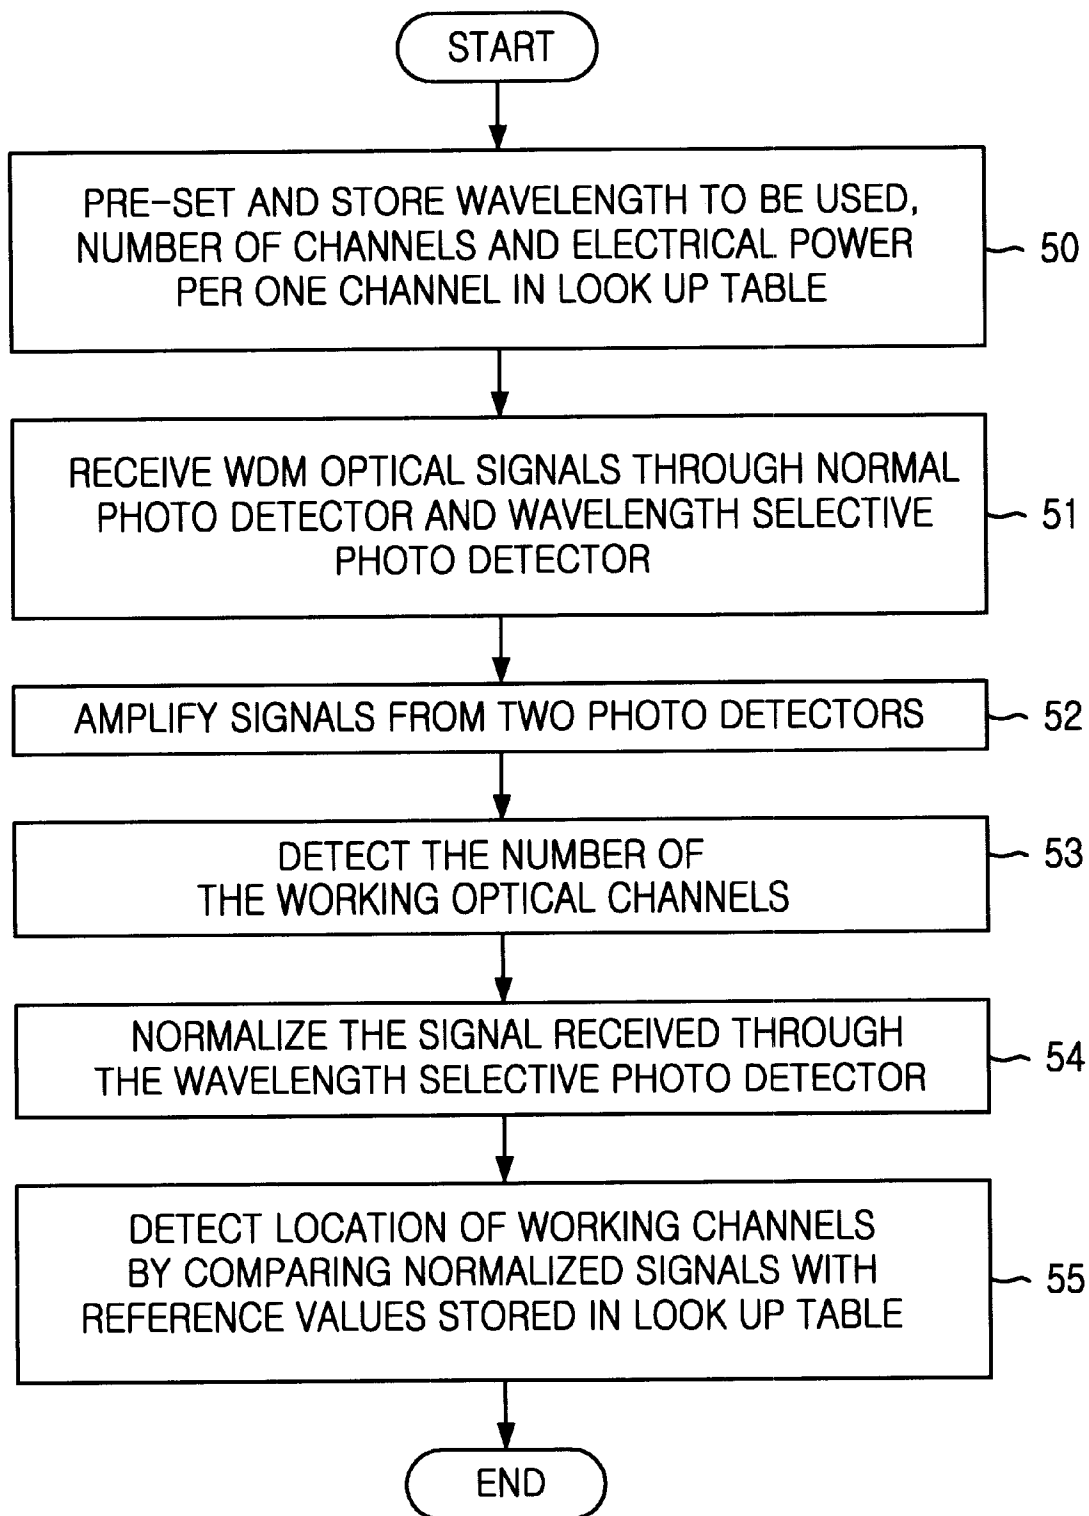 START
PRE-SET AND STORE WAVELENGTH TO BE USED,
NUMBER OF CHANNELS AND ELECTRICAL POWER
PER ONE CHANNEL IN LOOK UP TABLE
50
RECEIVE WDM OPTICAL SIGNALS THROUGH NORMAL
PHOTO DETECTOR AND WAVELENGTH SELECTIVE
PHOTO DETECTOR
51
AMPLIFY SIGNALS FROM TWO PHOTO DETECTORS
52
DETECT THE NUMBER OF
THE WORKING OPTICAL CHANNELS
53
NORMALIZE THE SIGNAL RECEIVED THROUGH
THE WAVELENGTH SELECTIVE PHOTO DETECTOR
54
DETECT LOCATION OF WORKING CHANNELS
BY COMPARING NORMALIZED SIGNALS WITH
REFERENCE VALUES STORED IN LOOK UP TABLE
55
END